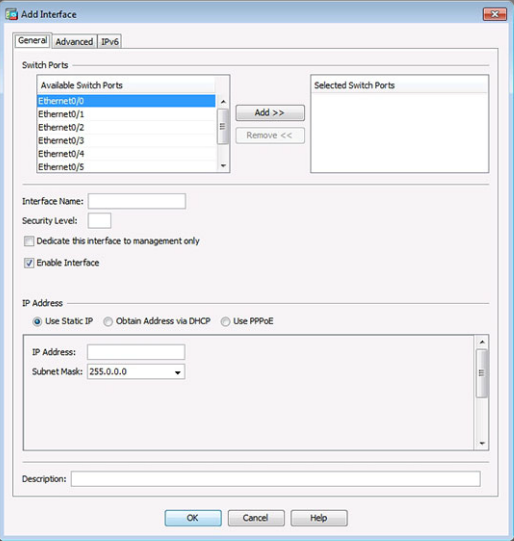 Add Interface
General Advanced IPv6
Switch Ports
Available Switch Ports
Selected Switch Ports
Ethernet0/0
Ethernet0/1
Ethernet0/2
Ethernet0/3
Ethernet0/4
Ethernet0/5
Add >>
Remove <<
Interface Name:
Security Level:
Dedicate this interface to management only
Enable Interface
IP Address
Use Static IP Obtain Address via DHCP Use PPPoE
IP Address:
Subnet Mask: 255.0.0.0
Description:
OK Cancel Help